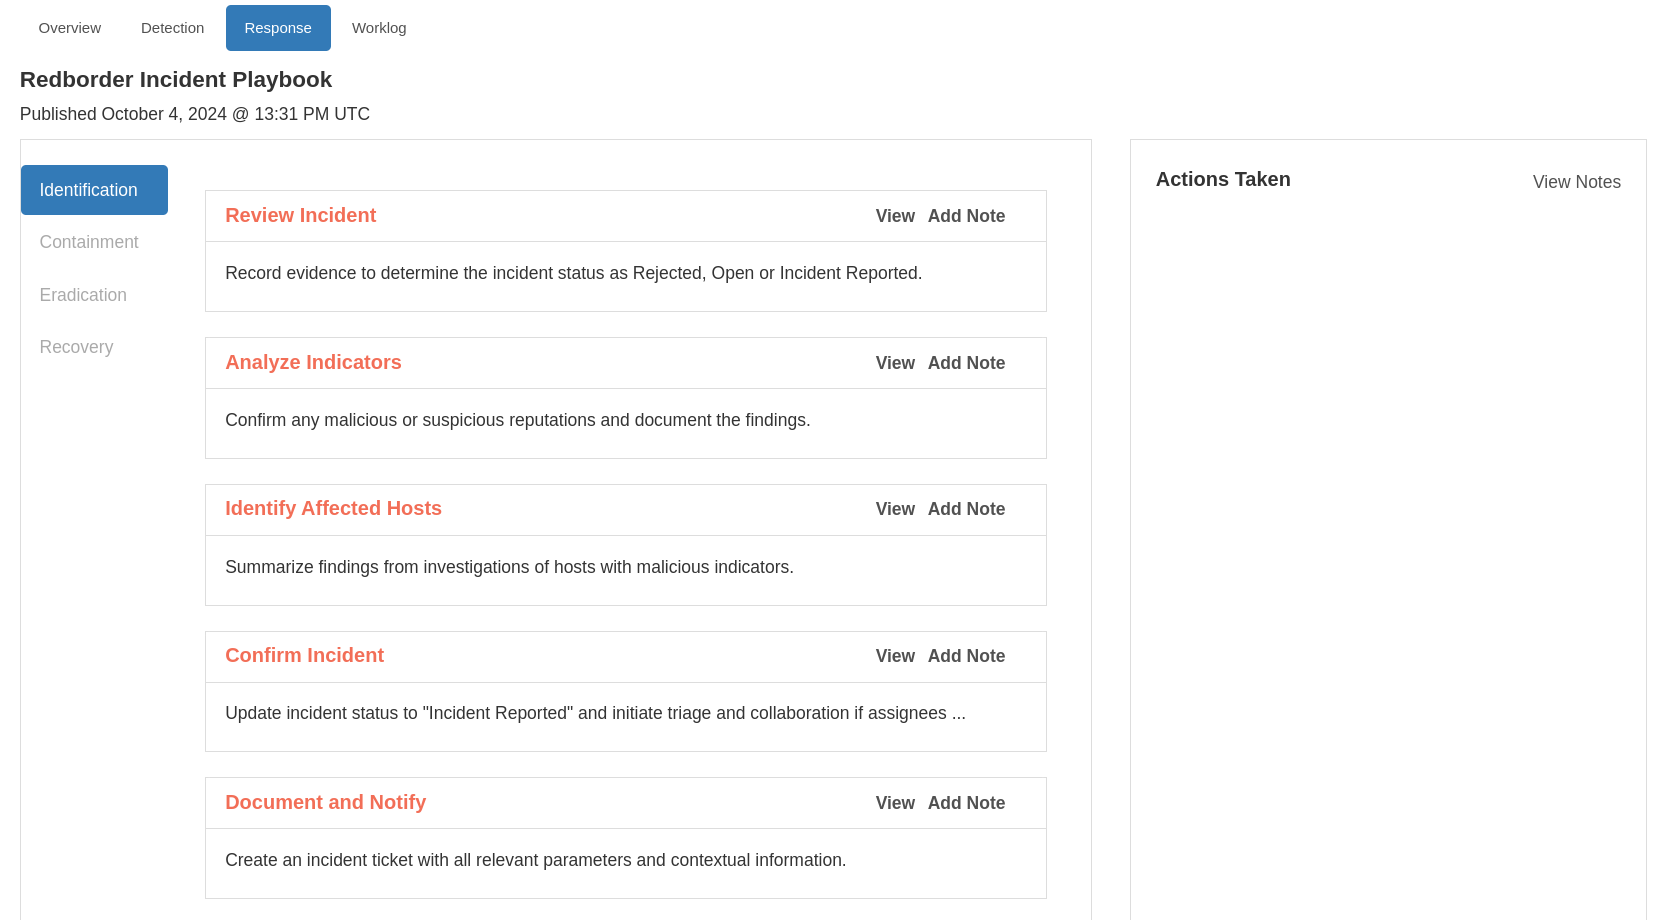 Overview Detection Response Worklog
Redborder Incident Playbook
Published October 4, 2024 @ 13:31 PM UTC
Identification
Containment
Eradication
Recovery
Review Incident View Add Note
Record evidence to determine the incident status as Rejected, Open or Incident Reported.
Analyze Indicators View Add Note
Confirm any malicious or suspicious reputations and document the findings.
Identify Affected Hosts View Add Note
Summarize findings from investigations of hosts with malicious indicators.
Confirm Incident View Add Note
Update incident status to "Incident Reported" and initiate triage and collaboration if assignees ...
Document and Notify View Add Note
Create an incident ticket with all relevant parameters and contextual information.
Actions Taken View Notes